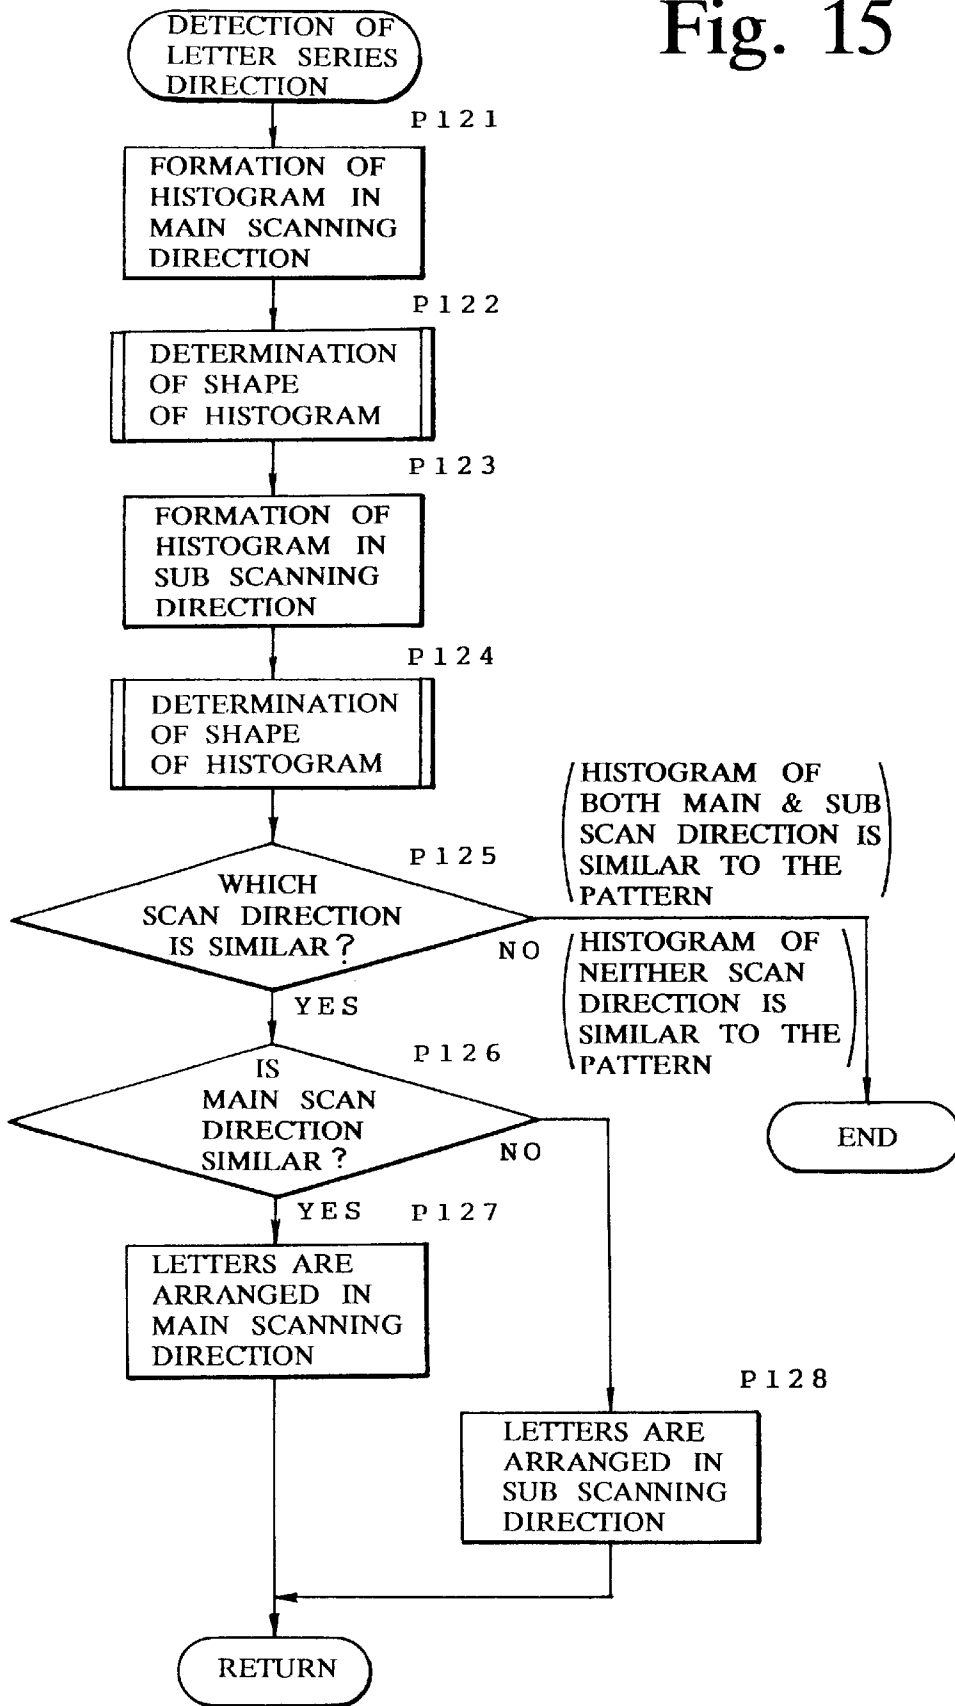 Fig. 15
DETECTION OF
LETTER SERIES
DIRECTION
P121
FORMATION OF
HISTOGRAM IN
MAIN SCANNING
DIRECTION
P122
DETERMINATION
OF SHAPE
OF HISTOGRAM
P123
FORMATION OF
HISTOGRAM IN
SUB SCANNING
DIRECTION
P124
DETERMINATION
OF SHAPE
OF HISTOGRAM
P125
WHICH
SCAN DIRECTION
IS SIMILAR?
NO
(HISTOGRAM OF
BOTH MAIN & SUB
SCAN DIRECTION IS
SIMILAR TO THE
PATTERN)
(HISTOGRAM OF
NEITHER SCAN
DIRECTION IS
SIMILAR TO THE
PATTERN)
END
YES
P126
IS
MAIN SCAN
DIRECTION
SIMILAR?
NO
YES
P127
LETTERS ARE
ARRANGED IN
MAIN SCANNING
DIRECTION
P128
LETTERS ARE
ARRANGED IN
SUB SCANNING
DIRECTION
RETURN